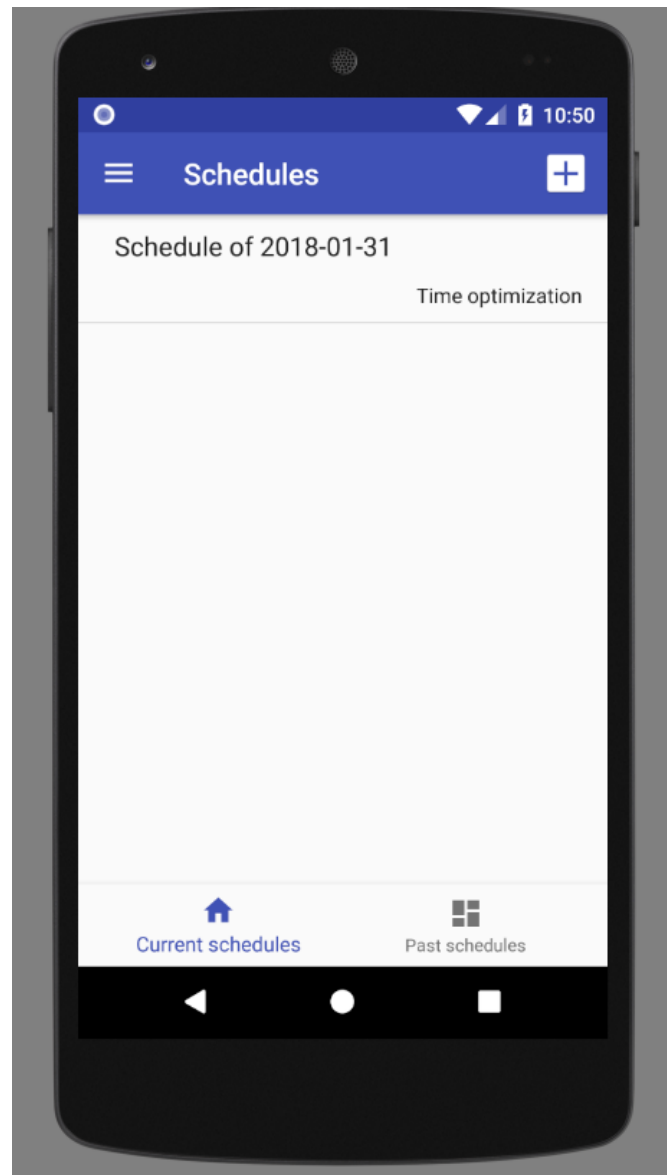 10:50
Schedules
Schedule of 2018-01-31
Time optimization
Current schedules
Past schedules